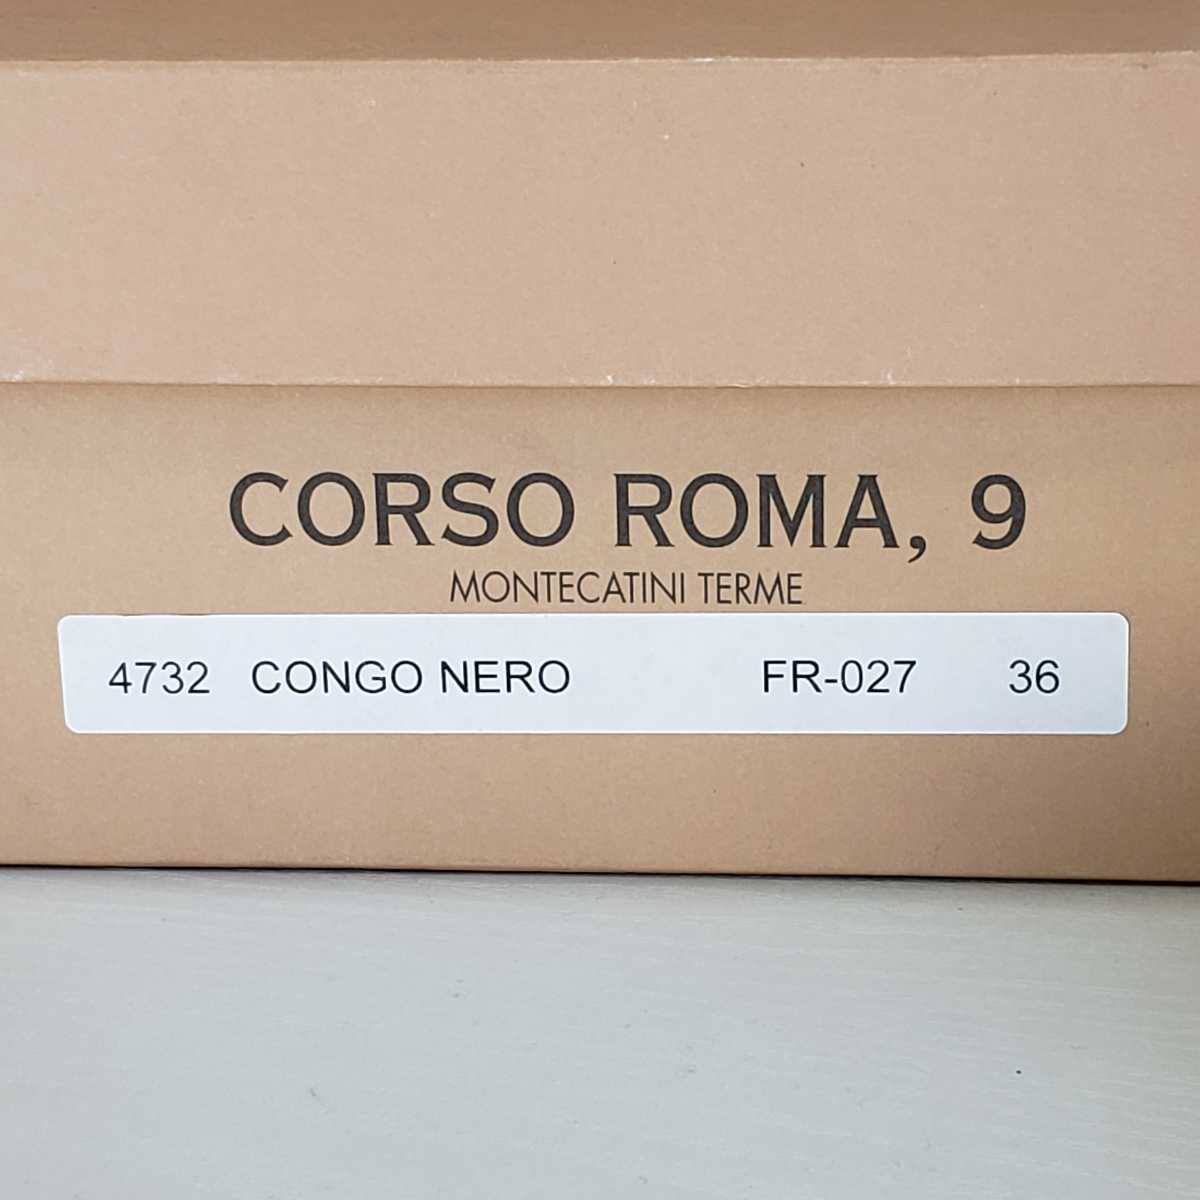 CORSO ROMA, 9
MONTECATINI TERME
4732 CONGO NERO FR-027 36